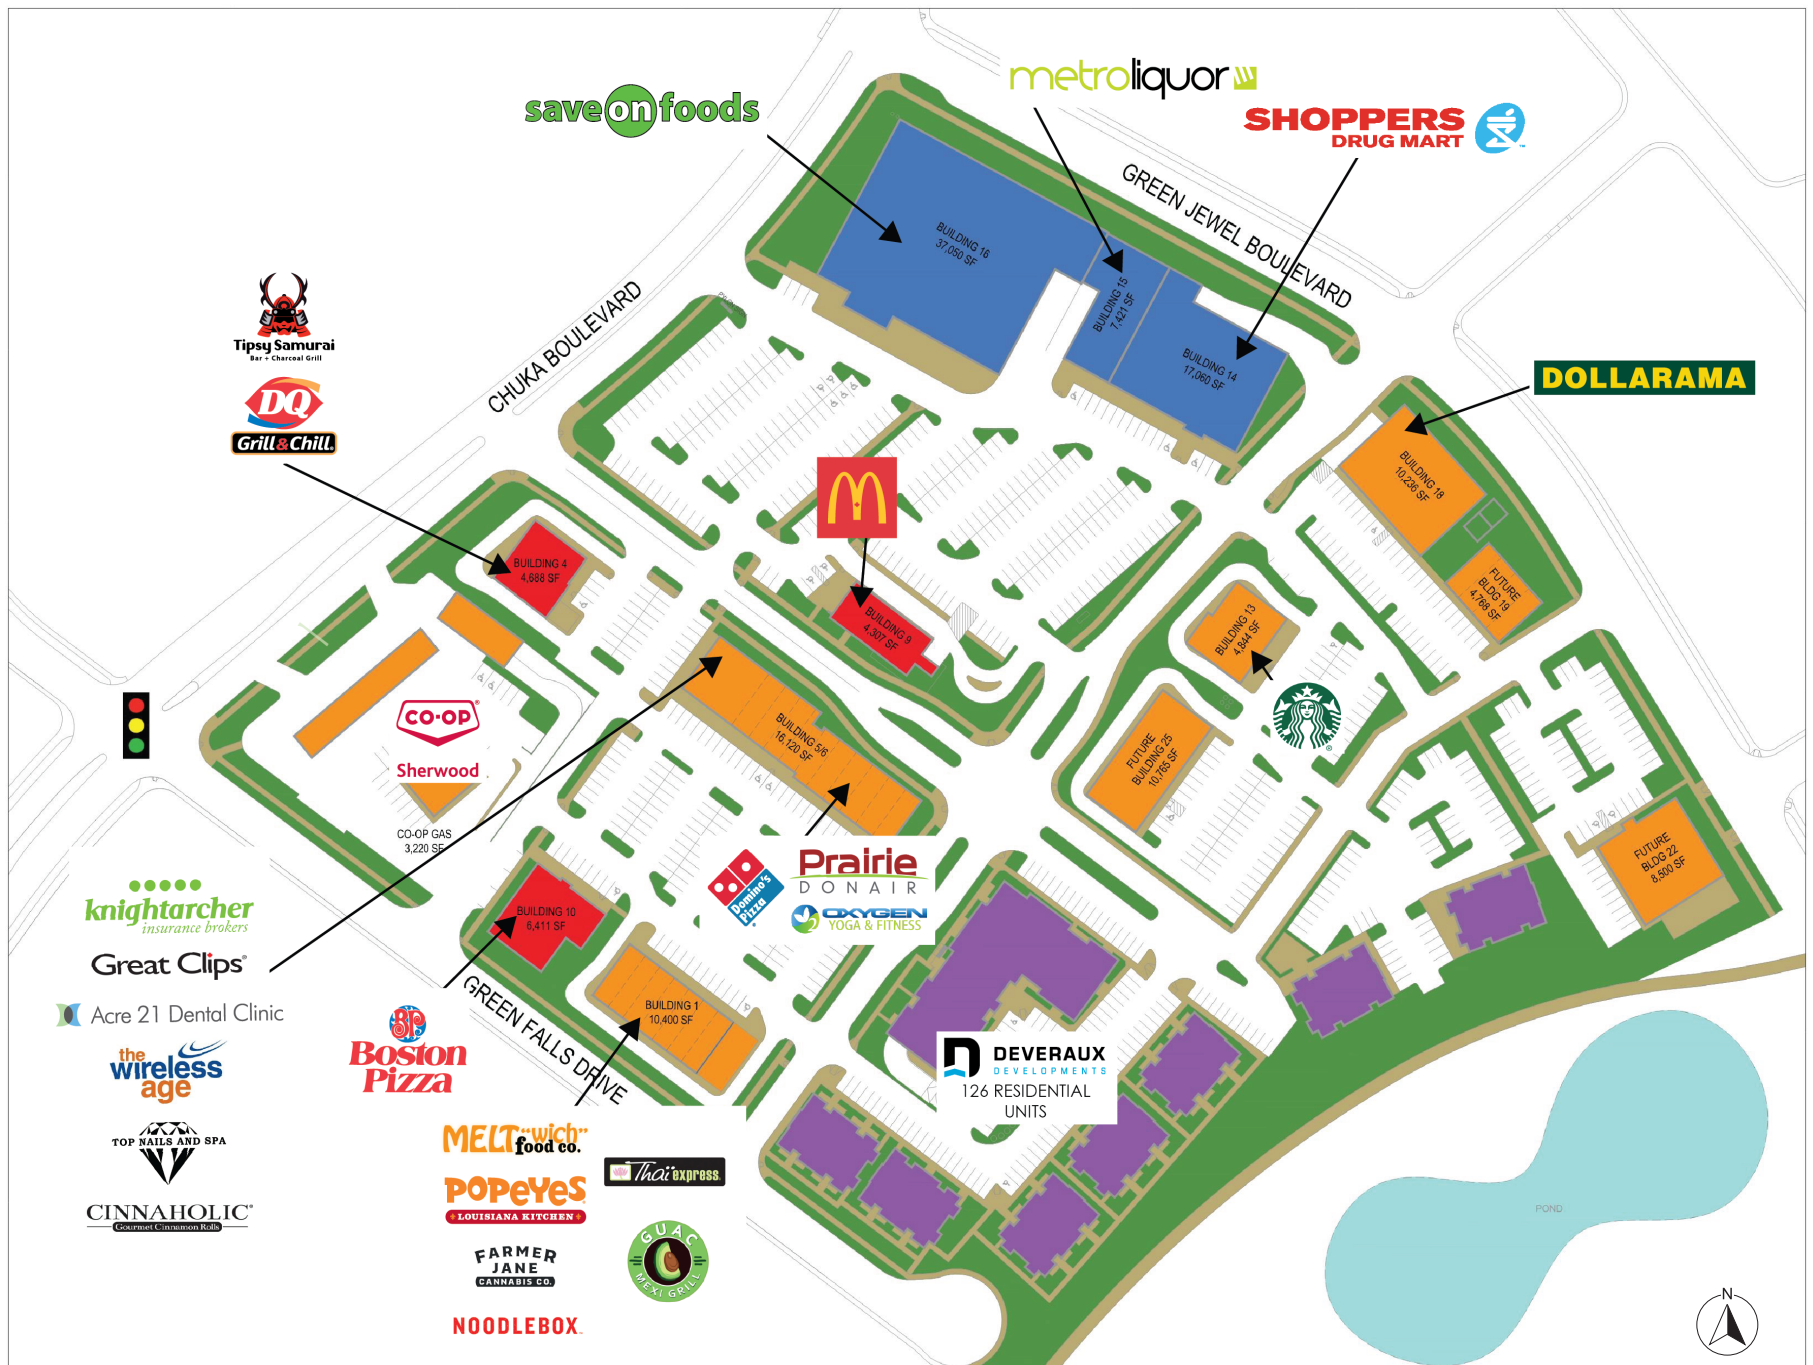 saveonfoods
metroliquor
SHOPPERS
DRUG MART
GREEN JEWEL BOULEVARD
BUILDING 16
37,050 SF
BUILDING 15
7,421 SF
BUILDING 14
17,060 SF
CHUKA BOULEVARD
Tipsy Samurai
Bar + Charcoal Grill
DQ
Grill&Chill
DOLLARAMA
BUILDING 18
10,236 SF
FUTURE
BLDG 19
4,768 SF
BUILDING 4
4,688 SF
BUILDING 9
4,307 SF
BUILDING 13
4,844 SF
CO-OP
Sherwood
CO-OP GAS
3,220 SF
BUILDING 5/6
16,120 SF
FUTURE
BUILDING 25
10,765 SF
FUTURE
BLDG 22
8,500 SF
Domino's
Pizza
Prairie
DONAIR
OXYGEN
YOGA & FITNESS
knightarcher
insurance brokers
Great Clips
Acre 21 Dental Clinic
the
wireless
age
TOP NAILS AND SPA
CINNAHOLIC
Gourmet Cinnamon Rolls
BUILDING 10
6,411 SF
BUILDING 1
10,400 SF
GREEN FALLS DRIVE
BP
Boston
Pizza
DEVERAUX
DEVELOPMENTS
126 RESIDENTIAL
UNITS
MELT "wich"
food co.
POPEYES
LOUISIANA KITCHEN
FARMER
JANE
CANNABIS CO.
NOODLEBOX
Thaï express
GUAC
MEXI GRILL
POND
N